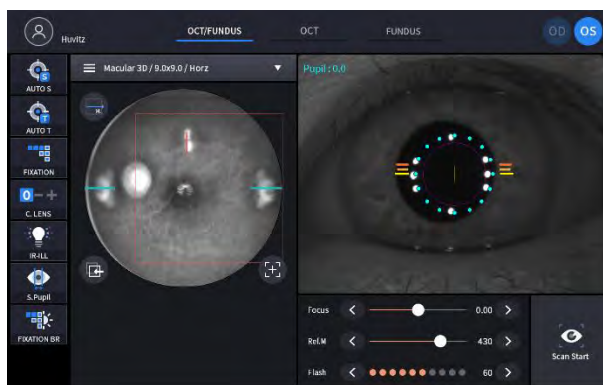 Huvitz
OCT/FUNDUS
OCT
FUNDUS
OD
OS
AUTO S
AUTO T
FIXATION
0 - +
C. LENS
IR-ILL
S.Pupil
FIXATION BR
Macular 3D / 9.0x9.0 / Horz
Pupil : 0.0
Focus
0.00
Ref.M
430
Flash
60
Scan Start